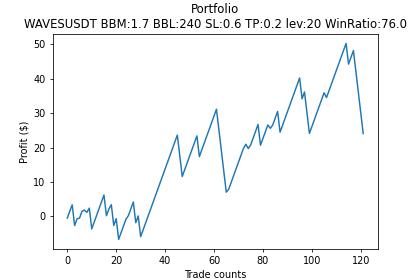 Portfolio
WAVESUSDT BBM:1.7 BBL:240 SL:0.6 TP:0.2 lev:20 WinRatio:76.0
50
40
30
20
10
0
Profit ($)
0 20 40 60 80 100 120
Trade counts